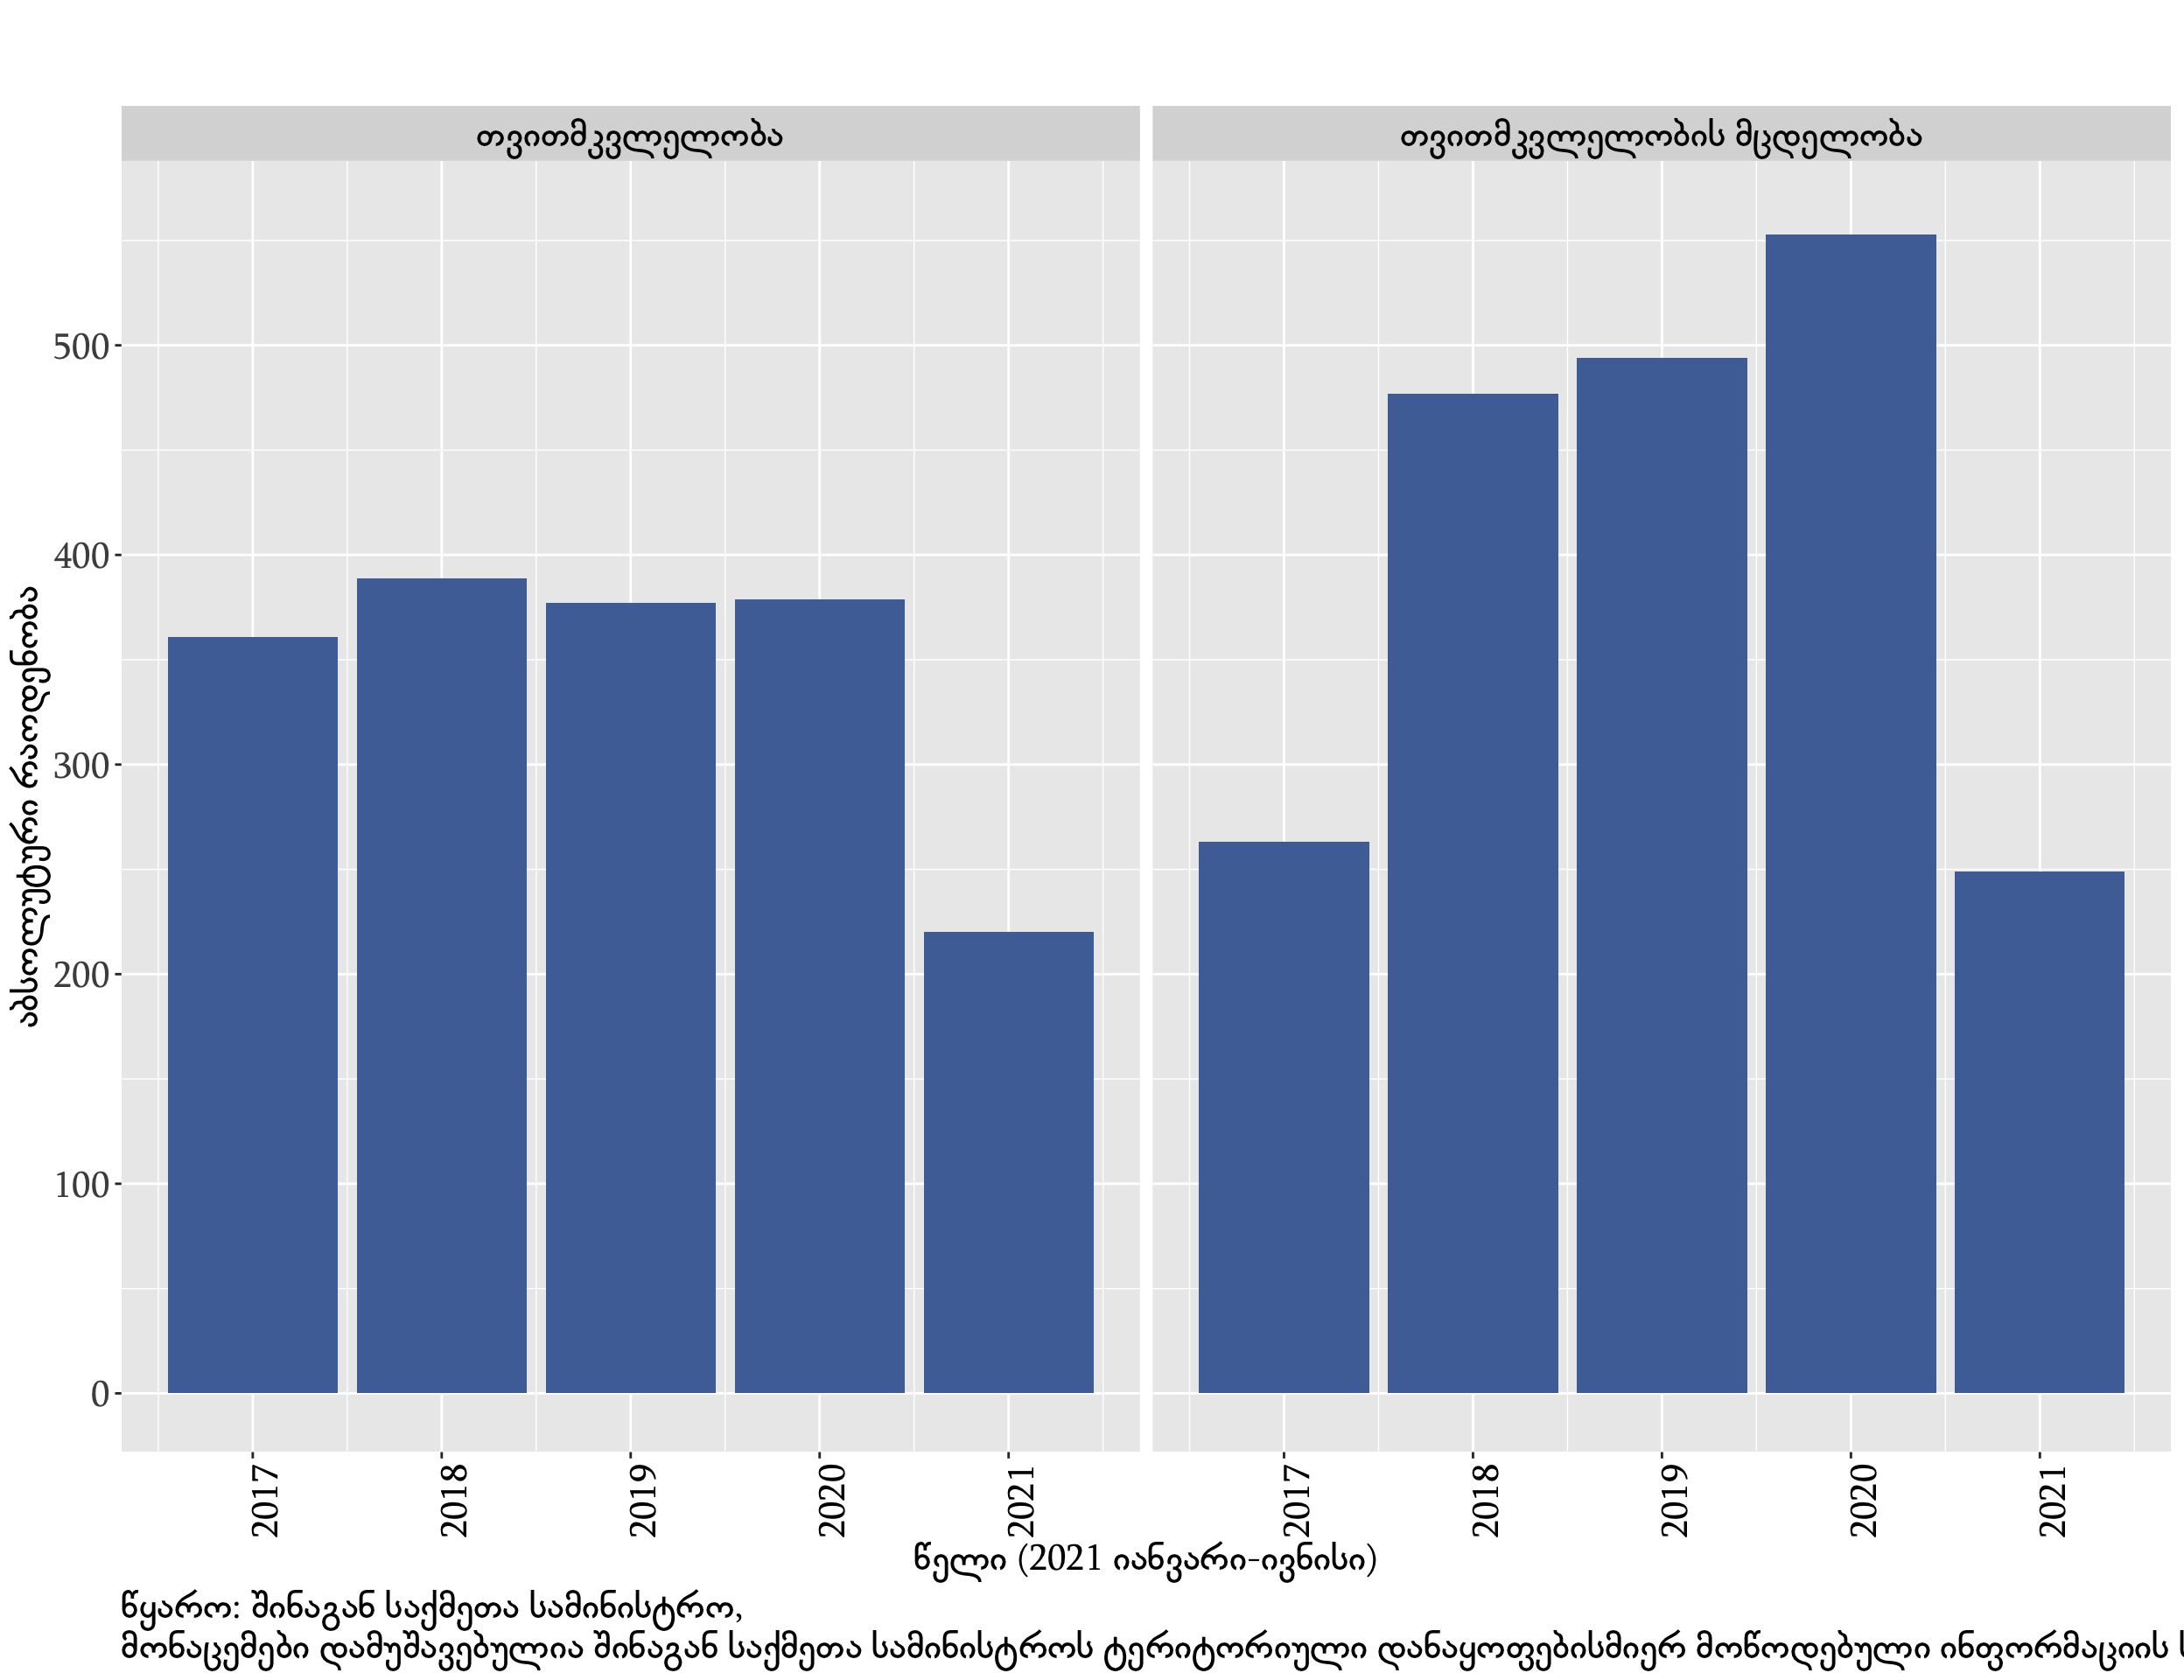 თვითმკვლელობა
თვითმკვლელობის მცდელობა
აბსოლუტური რაოდენობა
500
400
300
200
100
0
2017 2018 2019 2020 2021
2017 2018 2019 2020 2021
წელი (2021 იანვარი-ივნისი)
წყარო: შინაგან საქმეთა სამინისტრო,
მონაცემები დამუშავებულია შინაგან საქმეთა სამინისტროს ტერიტორიული დანაყოფებისმიერ მოწოდებული ინფორმაციის